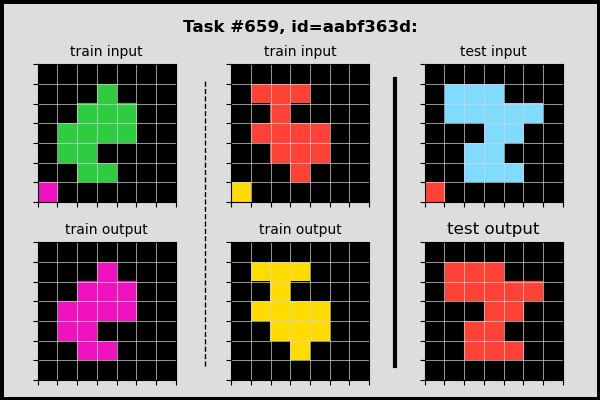 Task #659, id=aabf363d:
train input
train input
test input
train output
train output
test output